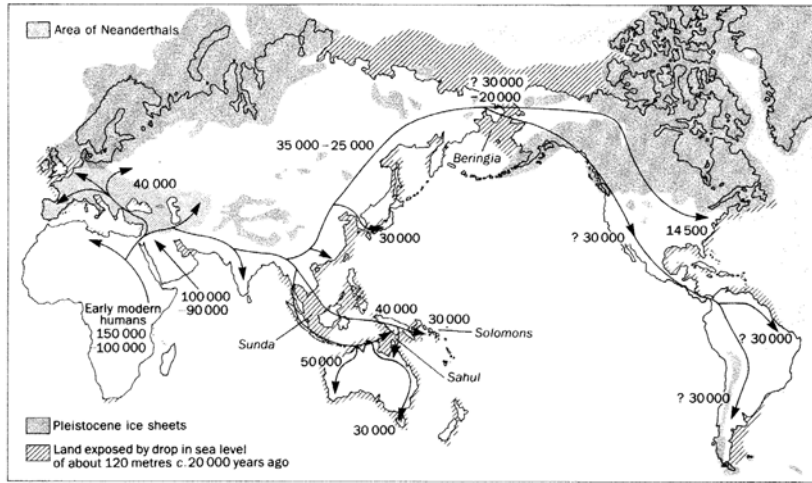 Area of Neanderthals
? 30 000
– 20 000
35 000 – 25 000
Beringia
40 000
30 000
14 500
? 30 000
100 000
– 90 000
Early modern
humans
150 000
100 000
Sunda
40 000
30 000
Solomons
Sahul
50 000
30 000
? 30 000
? 30 000
Pleistocene ice sheets
Land exposed by drop in sea level
of about 120 metres c. 20 000 years ago